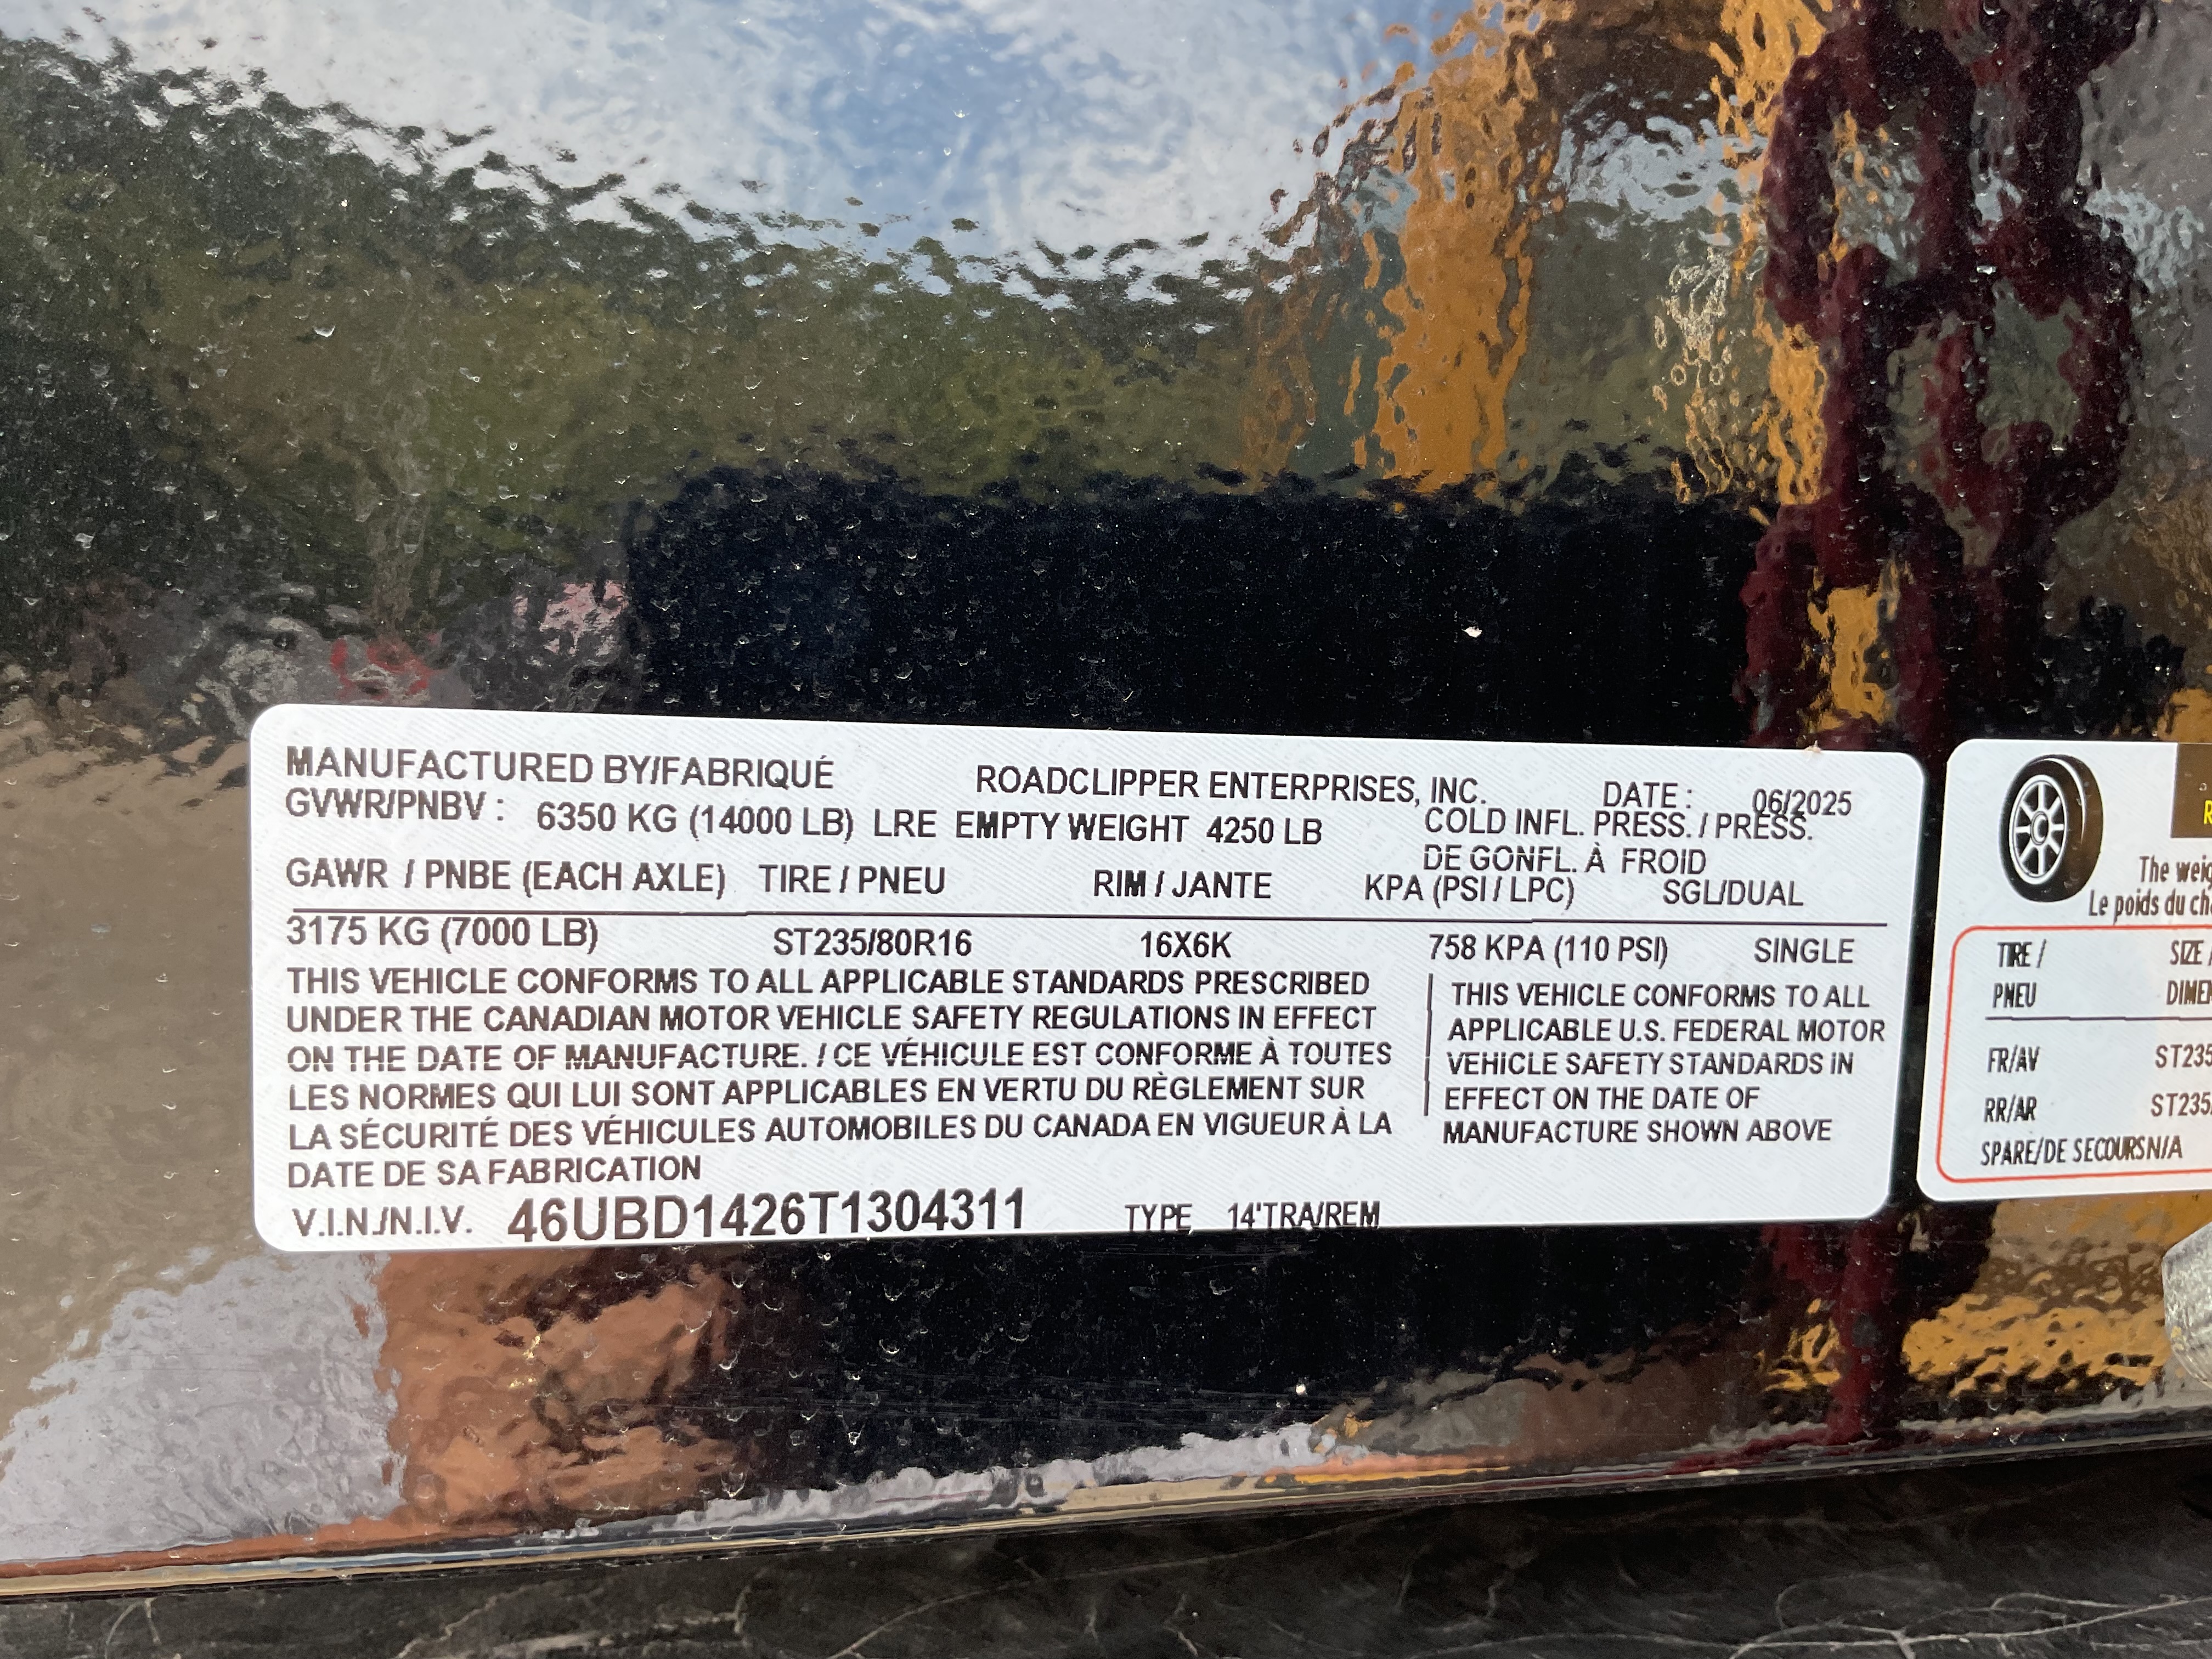 MANUFACTURED BY/FABRIQUÉ ROADCLIPPER ENTERPRISES, INC. DATE : 06/2025
GVWR/PNBV : 6350 KG (14000 LB) LRE EMPTY WEIGHT 4250 LB COLD INFL. PRESS. / PRESS.
DE GONFL. À FROID
GAWR / PNBE (EACH AXLE) TIRE / PNEU RIM / JANTE KPA (PSI / LPC) SGL/DUAL
3175 KG (7000 LB) ST235/80R16 16X6K 758 KPA (110 PSI) SINGLE
THIS VEHICLE CONFORMS TO ALL APPLICABLE STANDARDS PRESCRIBED
UNDER THE CANADIAN MOTOR VEHICLE SAFETY REGULATIONS IN EFFECT
ON THE DATE OF MANUFACTURE. / CE VÉHICULE EST CONFORME À TOUTES
LES NORMES QUI LUI SONT APPLICABLES EN VERTU DU RÈGLEMENT SUR
LA SÉCURITÉ DES VÉHICULES AUTOMOBILES DU CANADA EN VIGUEUR À LA
DATE DE SA FABRICATION
THIS VEHICLE CONFORMS TO ALL
APPLICABLE U.S. FEDERAL MOTOR
VEHICLE SAFETY STANDARDS IN
EFFECT ON THE DATE OF
MANUFACTURE SHOWN ABOVE
V.I.N./N.I.V. 46UBD1426T1304311 TYPE 14'TRA/REM
The
Le poids du
TIRE / SIZE /
PNEU
FR/AV ST235
RR/AR ST235
SPARE/DE SECOURS N/A